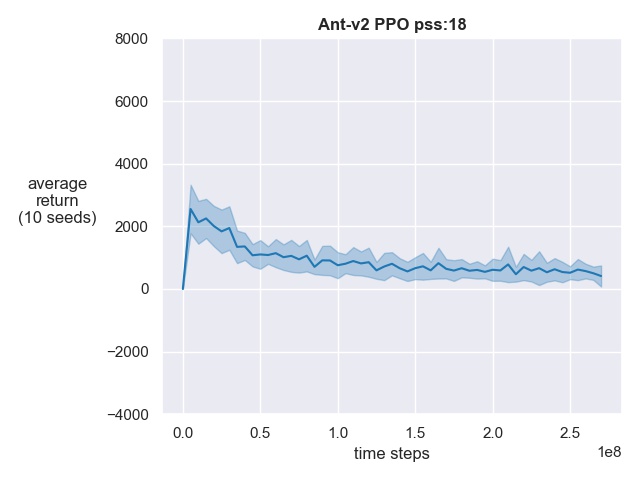 Ant-v2 PPO pss:18
8000
6000
4000
2000
0
−2000
−4000
average
return
(10 seeds)
0.0 0.5 1.0 1.5 2.0 2.5
time steps
1e8